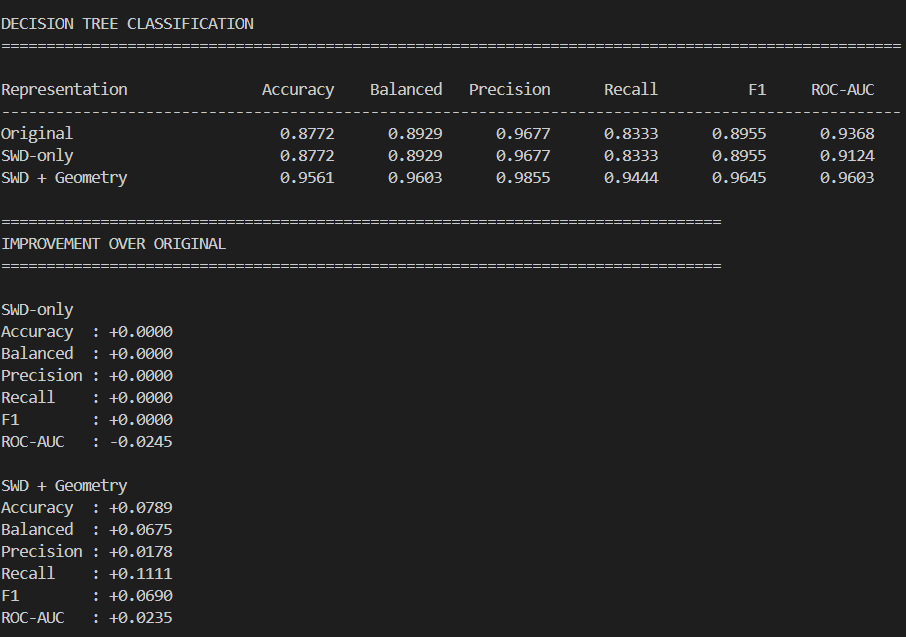 DECISION TREE CLASSIFICATION
====================================================================================================
Representation               Accuracy    Balanced   Precision      Recall          F1     ROC-AUC
----------------------------------------------------------------------------------------------------
Original                       0.8772      0.8929      0.9677      0.8333      0.8955      0.9368
SWD-only                       0.8772      0.8929      0.9677      0.8333      0.8955      0.9124
SWD + Geometry                 0.9561      0.9603      0.9855      0.9444      0.9645      0.9603
================================================================================
IMPROVEMENT OVER ORIGINAL
================================================================================
SWD-only
Accuracy  : +0.0000
Balanced  : +0.0000
Precision : +0.0000
Recall    : +0.0000
F1        : +0.0000
ROC-AUC   : -0.0245
SWD + Geometry
Accuracy  : +0.0789
Balanced  : +0.0675
Precision : +0.0178
Recall    : +0.1111
F1        : +0.0690
ROC-AUC   : +0.0235